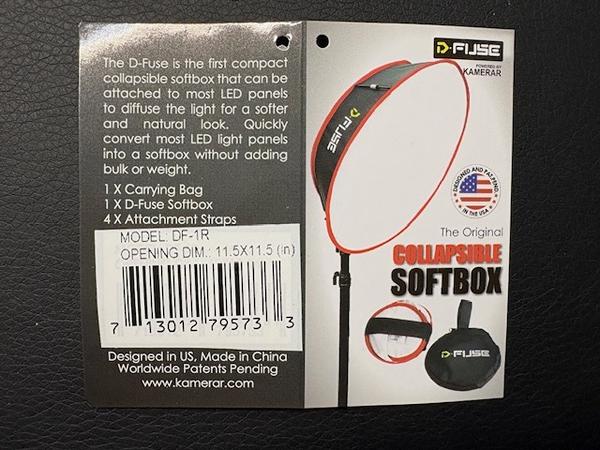 The D-Fuse is the first compact
collapsible softbox that can be
attached to most LED panels
to diffuse the light for a softer
and natural look. Quickly
convert most LED light panels
into a softbox without adding
bulk or weight.
1 X Carrying Bag
1 X D-Fuse Softbox
4 X Attachment Straps
MODEL: DF-1R
OPENING DIM.: 11.5X11.5 (in)
7 13012 79573 3
Designed in US, Made in China
Worldwide Patents Pending
www.kamerar.com
D-FUSE
POWERED BY
KAMERAR
D-FUSE
DESIGNED AND PAT-PEND.
IN THE USA
The Original
COLLAPSIBLE
SOFTBOX
D-FUSE